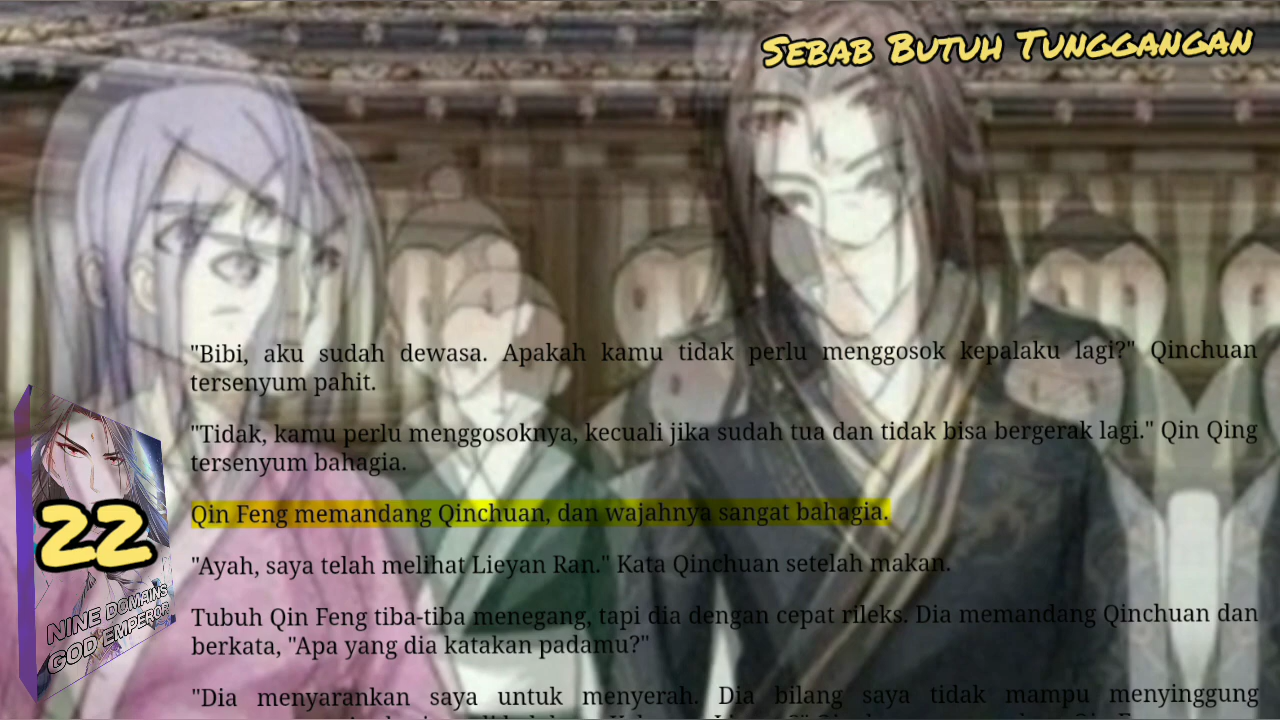 Sebab Butuh Tunggangan
"Bibi, aku sudah dewasa. Apakah kamu tidak perlu menggosok kepalaku lagi?" Qinchuan
tersenyum pahit.
"Tidak, kamu perlu menggosoknya, kecuali jika sudah tua dan tidak bisa bergerak lagi." Qin Qing
tersenyum bahagia.
Qin Feng memandang Qinchuan, dan wajahnya sangat bahagia.
"Ayah, saya telah melihat Lieyan Ran." Kata Qinchuan setelah makan.
Tubuh Qin Feng tiba-tiba menegang, tapi dia dengan cepat rileks. Dia memandang Qinchuan dan
berkata, "Apa yang dia katakan padamu?"
"Dia menyarankan saya untuk menyerah. Dia bilang saya tidak mampu menyinggung
22
NINE DOMAINS
GOD EMPEROR